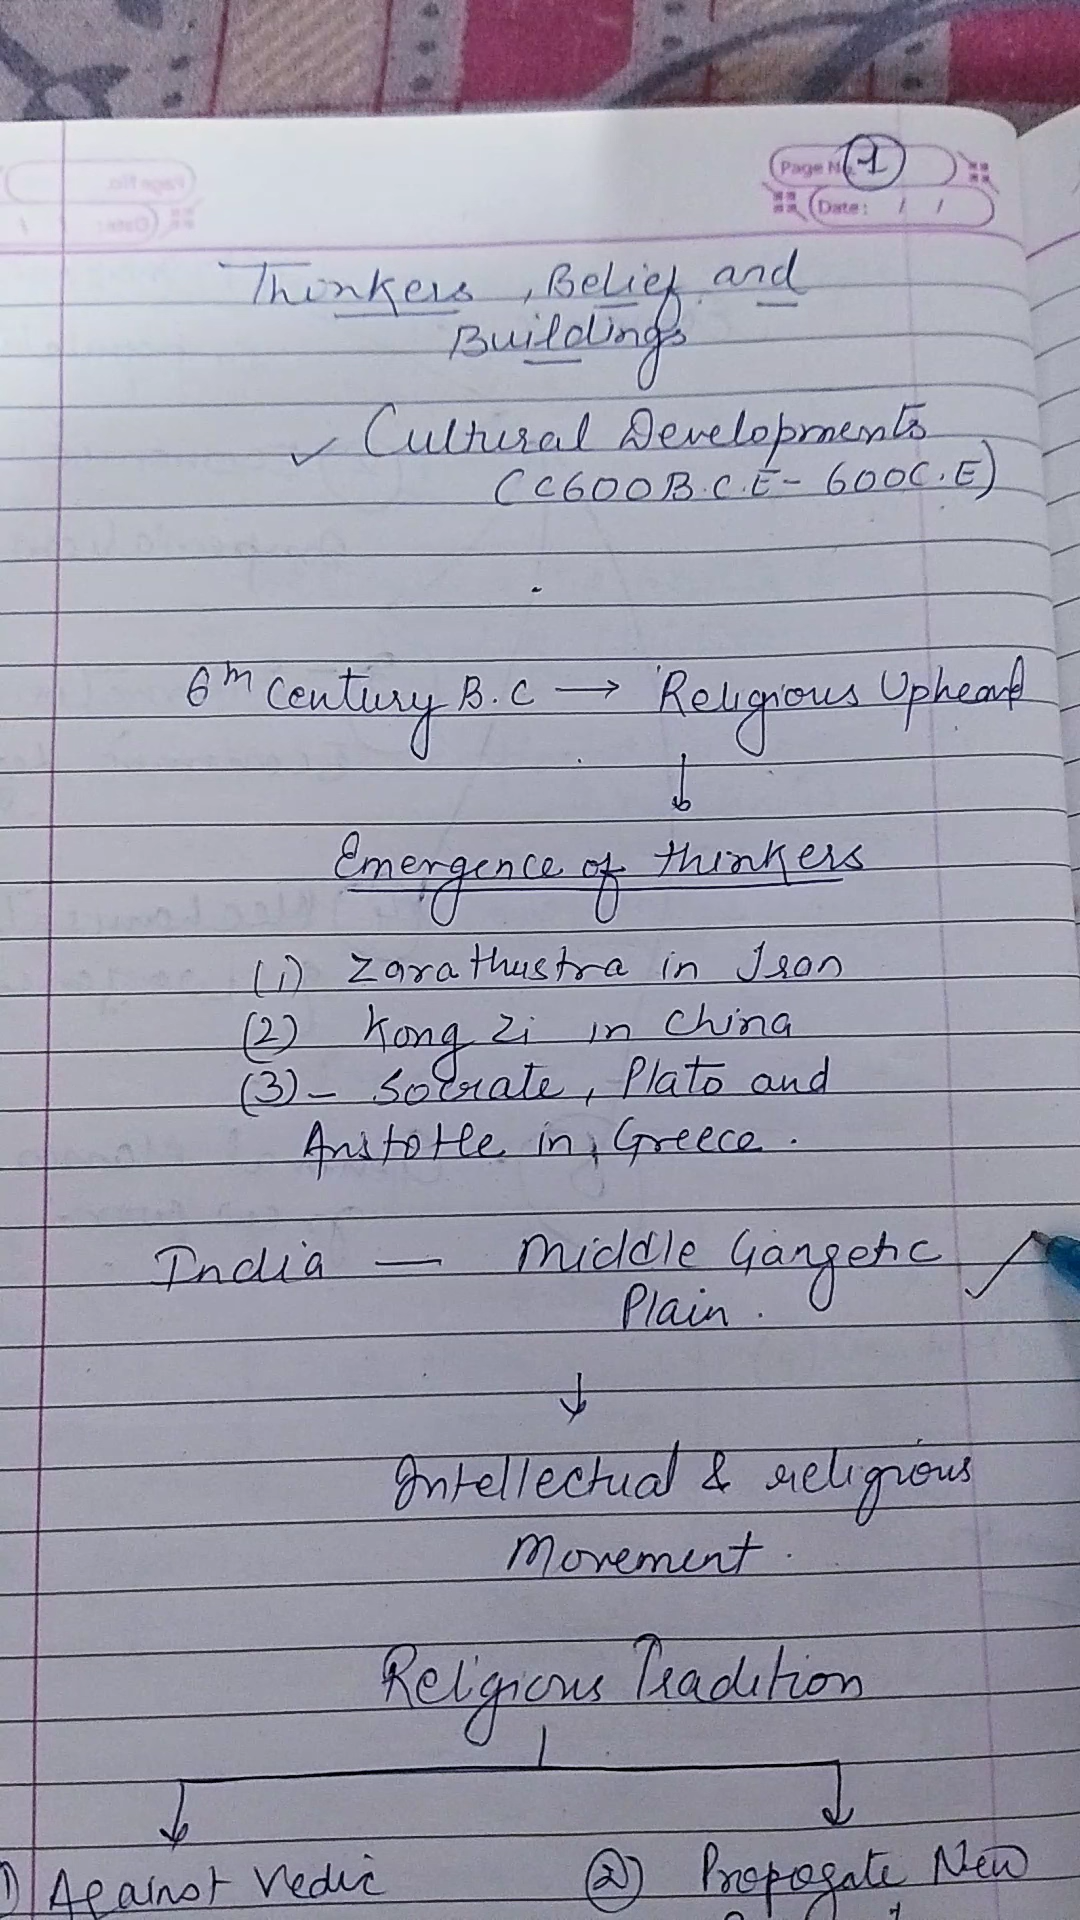 Page No. 1
Date: / /
Thinkers, Belief and
Buildings
Cultural Developments
(C600B.C.E- 600C.E)
6th Century B.C → Religious Upheav
↓
Emergence of thinkers
(1) Zarathustra in Iran
(2) Kong Zi in China
(3)- Socrate, Plato and
Aristotle in Greece.
India — Middle Gangetic
Plain.
↓
Intellectual & religious
Movement.
Religious Tradition
1) Against Vedic
2) Propogate New